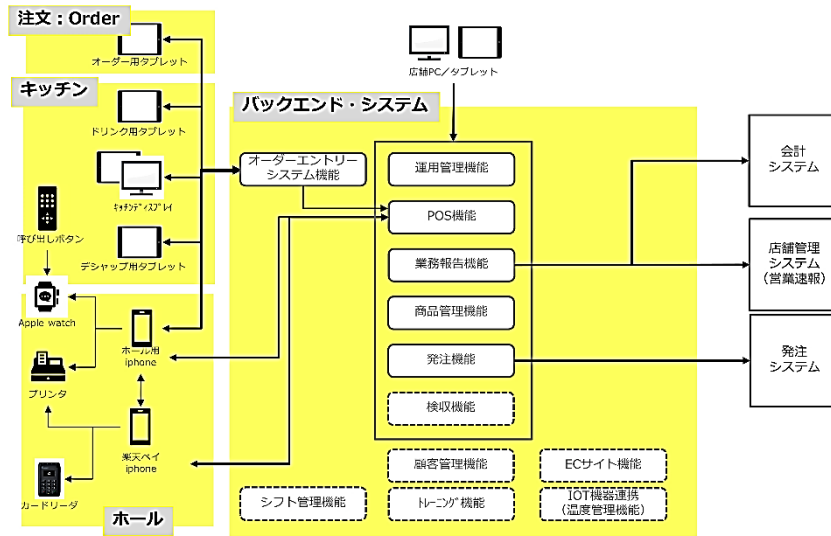 注文：Order
オーダー用タブレット
キッチン
ドリンク用タブレット
キッチンディスプレイ
呼び出しボタン
デシャップ用タブレット
Apple watch
ホール用
iphone
プリンタ
楽天ペイ
iphone
カードリーダ
ホール
店舗PC／タブレット
バックエンド・システム
オーダーエントリー
システム機能
運用管理機能
POS機能
業務報告機能
商品管理機能
発注機能
検収機能
顧客管理機能
ECサイト機能
シフト管理機能
トレーニング機能
IOT機器連携
（温度管理機能）
会計
システム
店舗管理
システム
（営業速報）
発注
システム